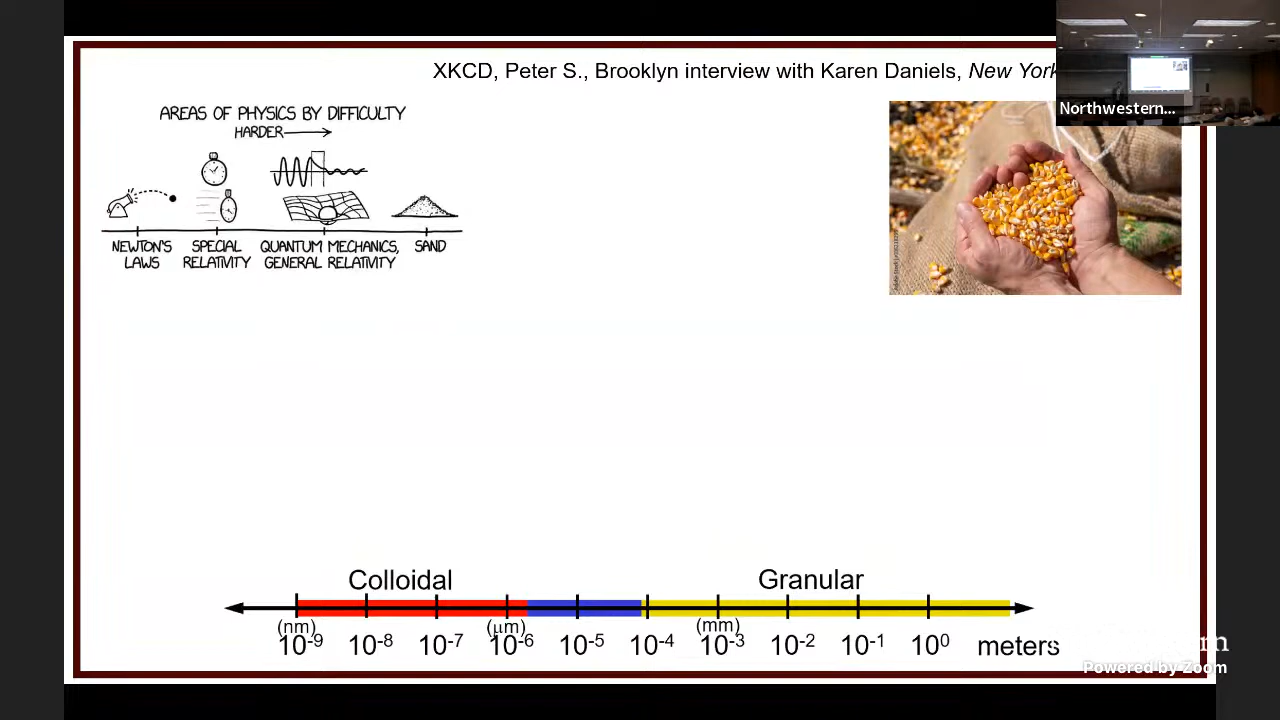 XKCD, Peter S., Brooklyn interview with Karen Daniels, New York
Northwestern...
AREAS OF PHYSICS BY DIFFICULTY
HARDER
NEWTON'S LAWS
SPECIAL RELATIVITY
QUANTUM MECHANICS, GENERAL RELATIVITY
SAND
Colloidal
Granular
(nm) (μm) (mm)
10-9 10-8 10-7 10-6 10-5 10-4 10-3 10-2 10-1 100 meters
Powered by Zoom